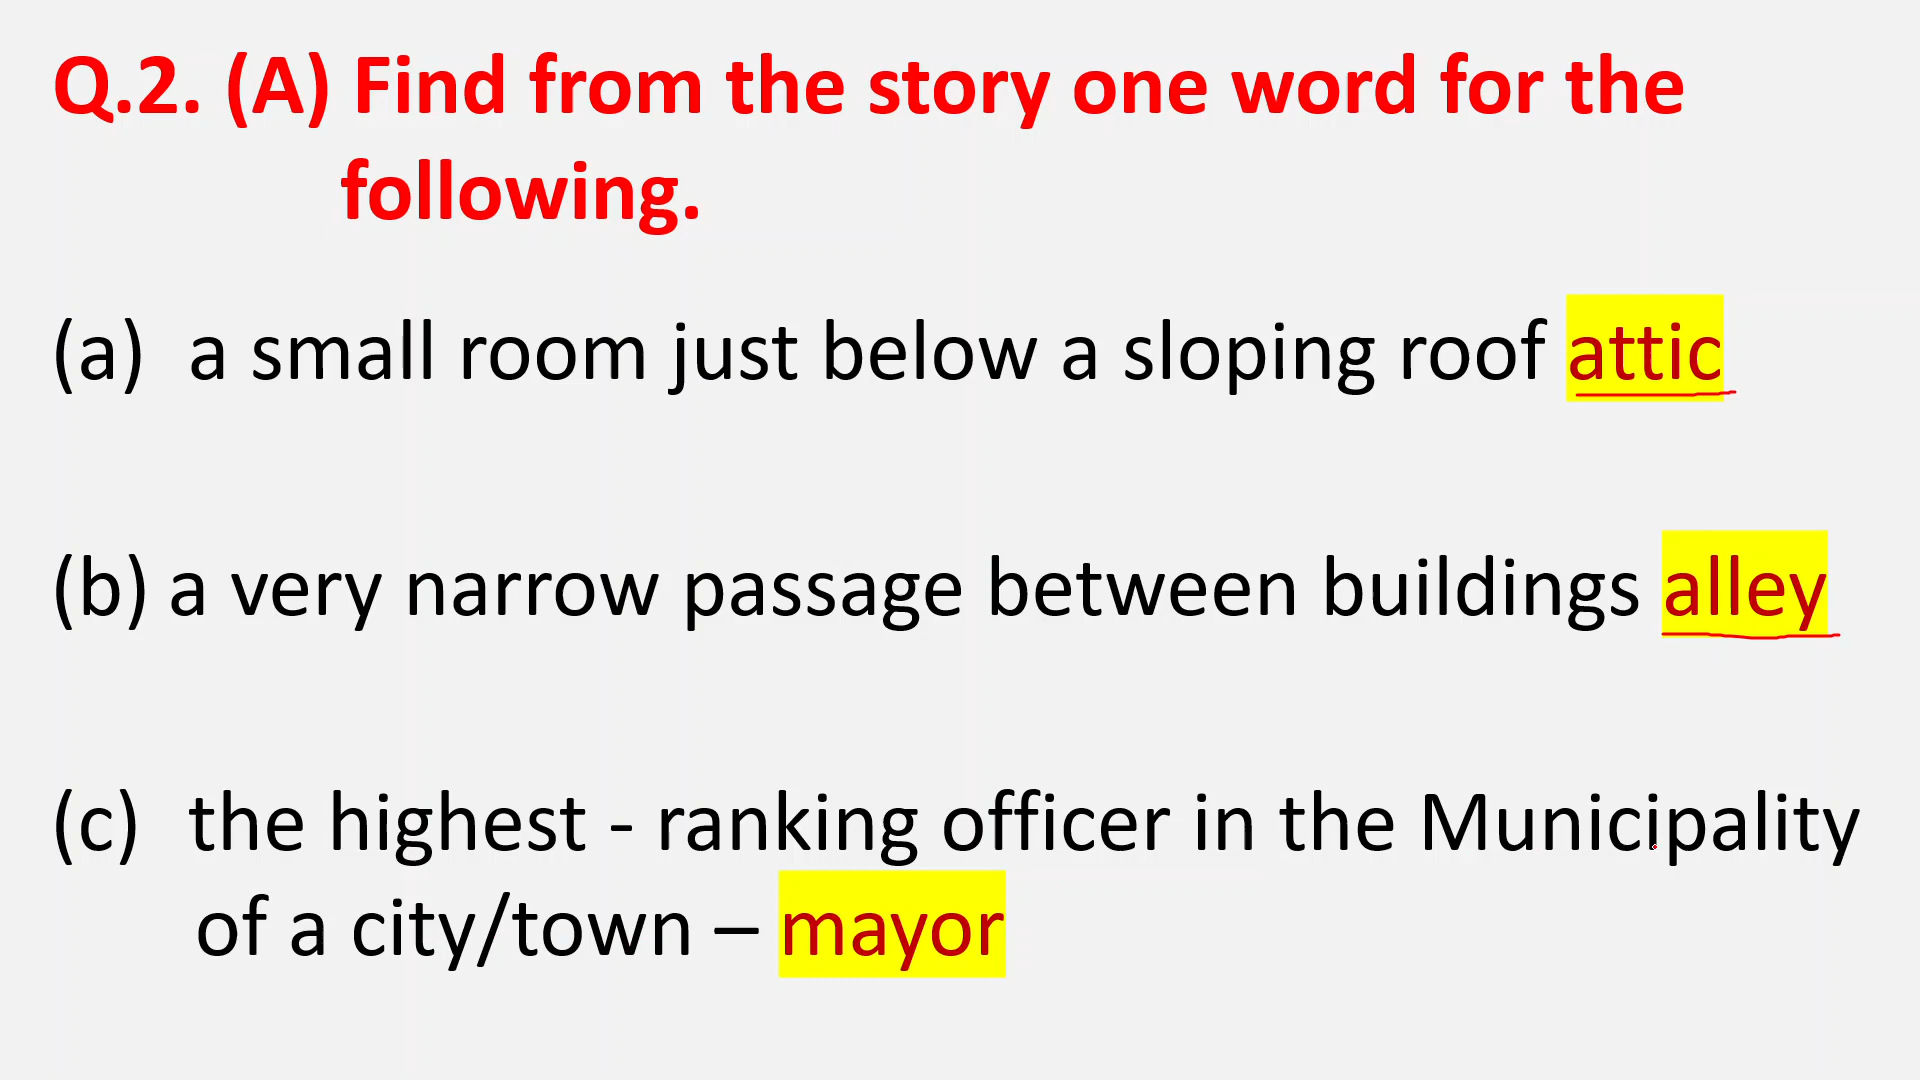 Q.2. (A) Find from the story one word for the
following.
(a) a small room just below a sloping roof attic
(b) a very narrow passage between buildings alley
(c) the highest - ranking officer in the Municipality
of a city/town – mayor